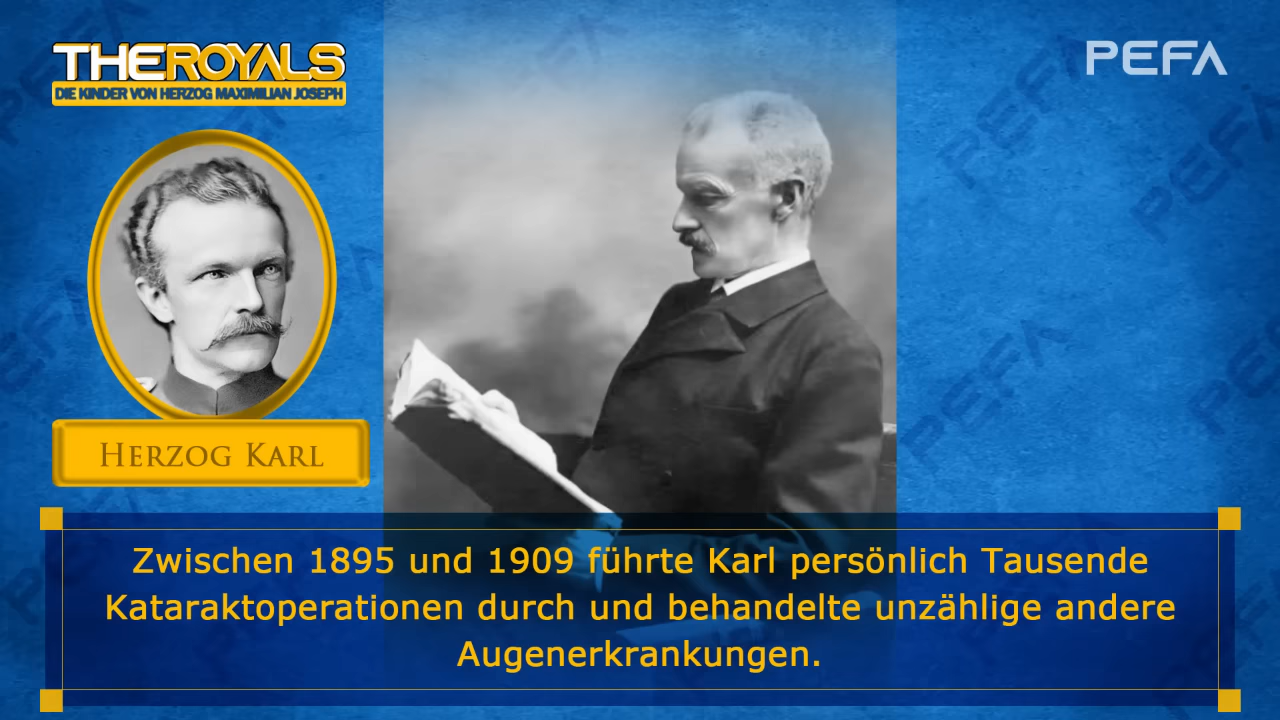 THEROYALS
DIE KINDER VON HERZOG MAXIMILIAN JOSEPH
PEFA
HERZOG KARL
Zwischen 1895 und 1909 führte Karl persönlich Tausende
Kataraktoperationen durch und behandelte unzählige andere
Augenerkrankungen.